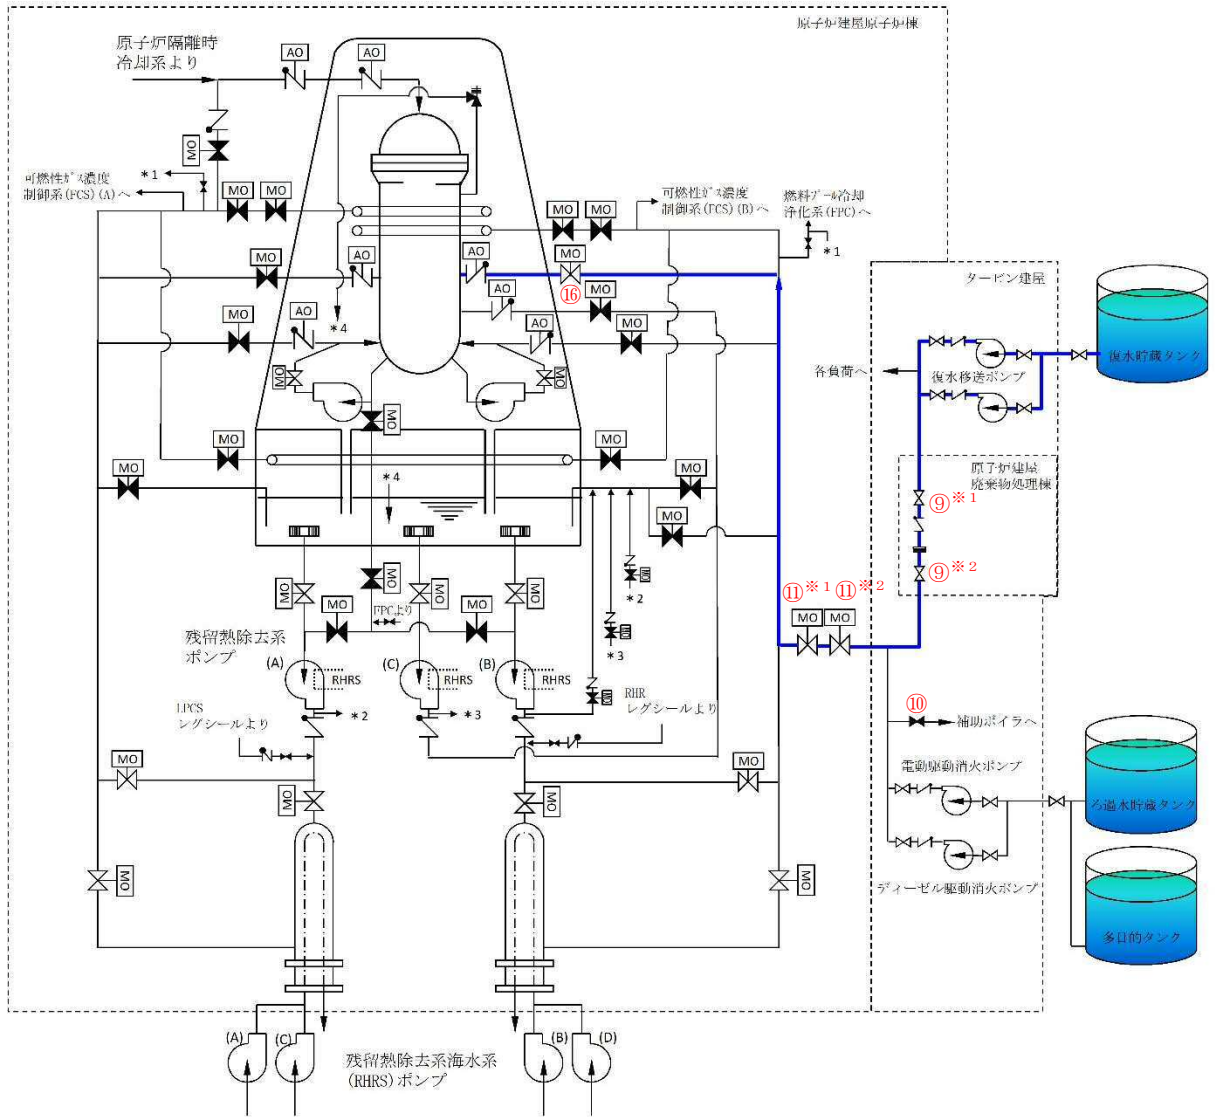 原子炉建屋原子炉棟
原子炉隔離時
冷却系より
AO
AO
MO
可燃性ｶﾞｽ濃度
制御系(FCS)(A)へ
*1
MO
MO
可燃性ｶﾞｽ濃度
制御系(FCS)(B)へ
MO
MO
燃料ﾌﾟｰﾙ冷却
浄化系(FPC)へ
*1
MO
AO
AO
MO
⑯
AO
MO
MO
AO
*4
AO
MO
MO
MO
MO
タービン建屋
各負荷へ
復水移送ポンプ
復水貯蔵タンク
MO
MO
MO
*4
MO
MO
原子炉建屋
廃棄物処理棟
⑨※1
⑨※2
MO
MO
MO
MO
MO
FPCより
MO
*2
*3
⑪※1
⑪※2
MO
MO
残留熱除去系
ポンプ
(A)
RHRS
(C)
RHRS
(B)
RHRS
*2
*3
LPCS
レグシールより
RHR
レグシールより
⑩
補助ボイラへ
MO
MO
MO
MO
電動駆動消火ポンプ
ろ過水貯蔵タンク
MO
MO
ディーゼル駆動消火ポンプ
多目的タンク
(A)
(C)
(B)
(D)
残留熱除去系海水系
(RHRS)ポンプ